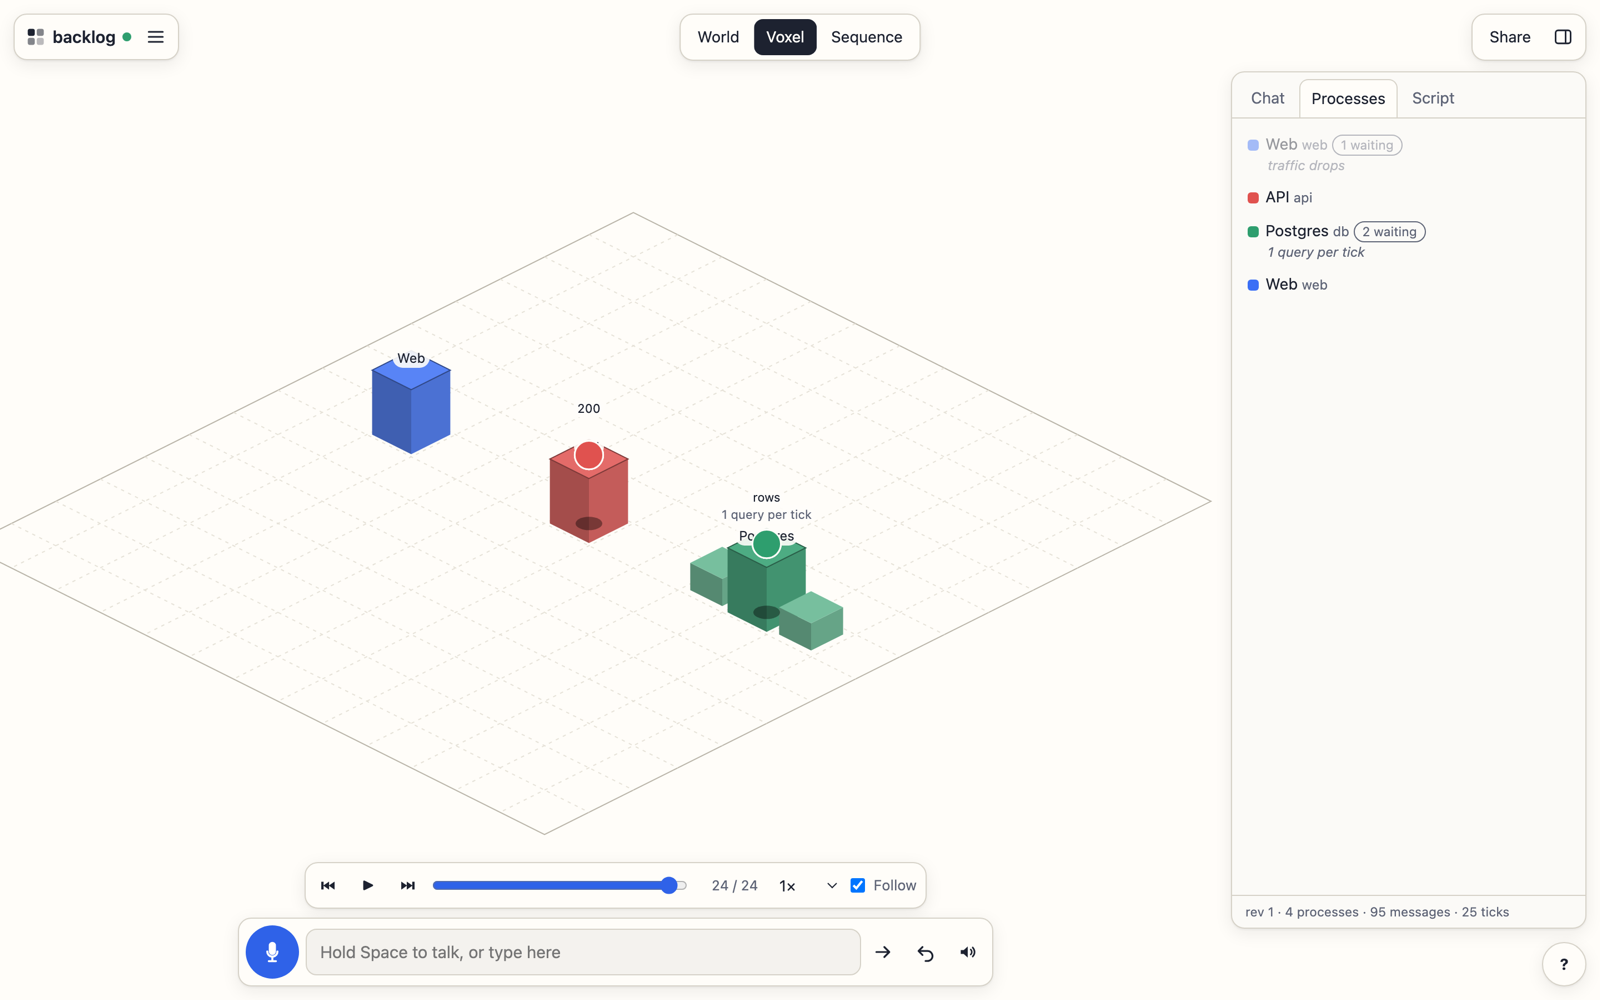 backlog
World Voxel Sequence
Share
Chat Processes Script
Web web 1 waiting
traffic drops
API api
Postgres db 2 waiting
1 query per tick
Web web
Web
200
rows
1 query per tick
24 / 24 1x Follow
Hold Space to talk, or type here
rev 1 · 4 processes · 95 messages · 25 ticks
?